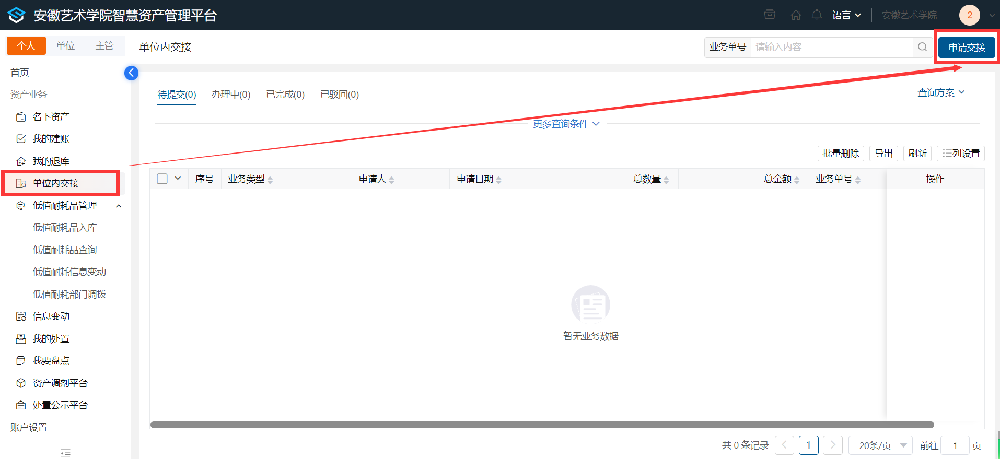 安徽艺术学院智慧资产管理平台
语言
安徽艺术学院
2
个人 单位 主管
首页
资产业务
名下资产
我的建账
我的退库
单位内交接
低值耐耗品管理
低值耐耗品入库
低值耐耗品查询
低值耐耗信息变动
低值耐耗部门调拨
信息变动
我的处置
我要盘点
资产调剂平台
处置公示平台
账户设置
单位内交接
业务单号 请输入内容
申请交接
待提交(0) 办理中(0) 已完成(0) 已驳回(0)
查询方案
更多查询条件
批量删除 导出 刷新 列设置
序号 业务类型 申请人 申请日期 总数量 总金额 业务单号 操作
暂无业务数据
共 0 条记录 1 20条/页 前往 1 页